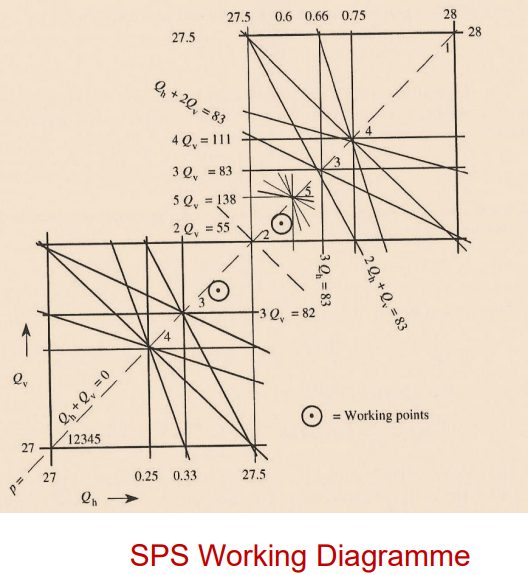 27.5 0.6 0.66 0.75 28
27.5
28
1
Qh + 2Qv = 83
4 Qv = 111
4
3 Qv = 83
3
5 Qv = 138
5
2 Qv = 55
2
3 Qh = 83
2 Qh + Qv = 83
3
3 Qv = 82
4
Qv
Qh + Qv = 0
= Working points
12345
27
p =
27 0.25 0.33 27.5
Qh
SPS Working Diagramme